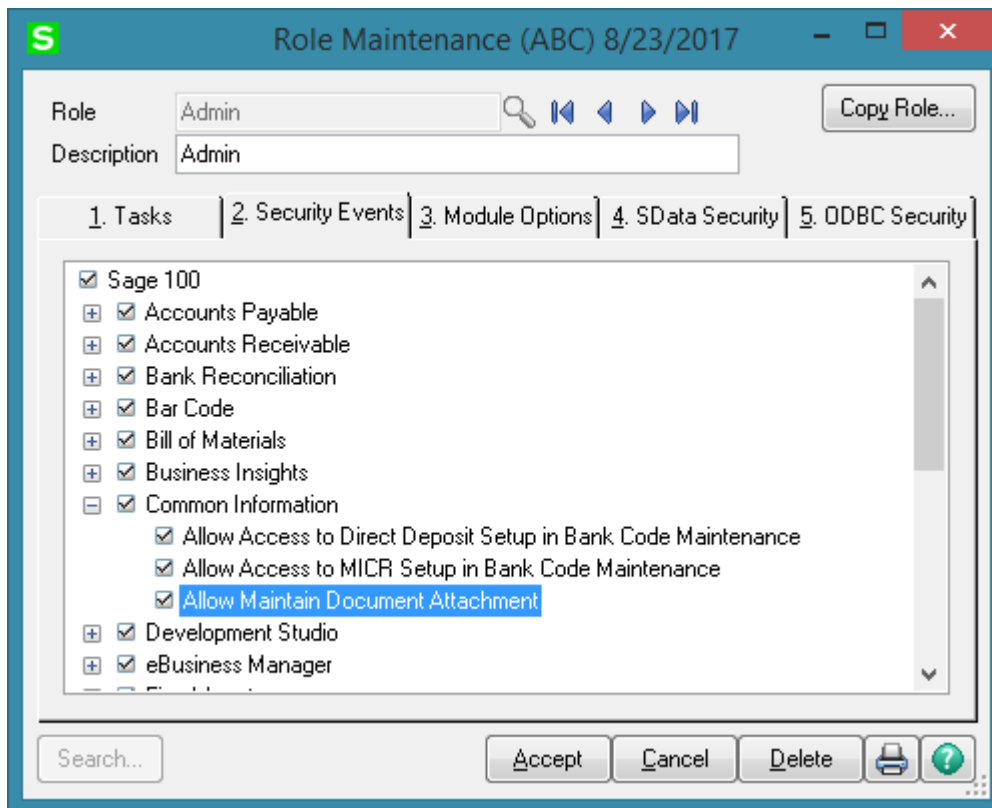 S Role Maintenance (ABC) 8/23/2017
Role Admin Copy Role...
Description Admin
1. Tasks 2. Security Events 3. Module Options 4. SData Security 5. ODBC Security
Sage 100
Accounts Payable
Accounts Receivable
Bank Reconciliation
Bar Code
Bill of Materials
Business Insights
Common Information
Allow Access to Direct Deposit Setup in Bank Code Maintenance
Allow Access to MICR Setup in Bank Code Maintenance
Allow Maintain Document Attachment
Development Studio
eBusiness Manager
Search... Accept Cancel Delete